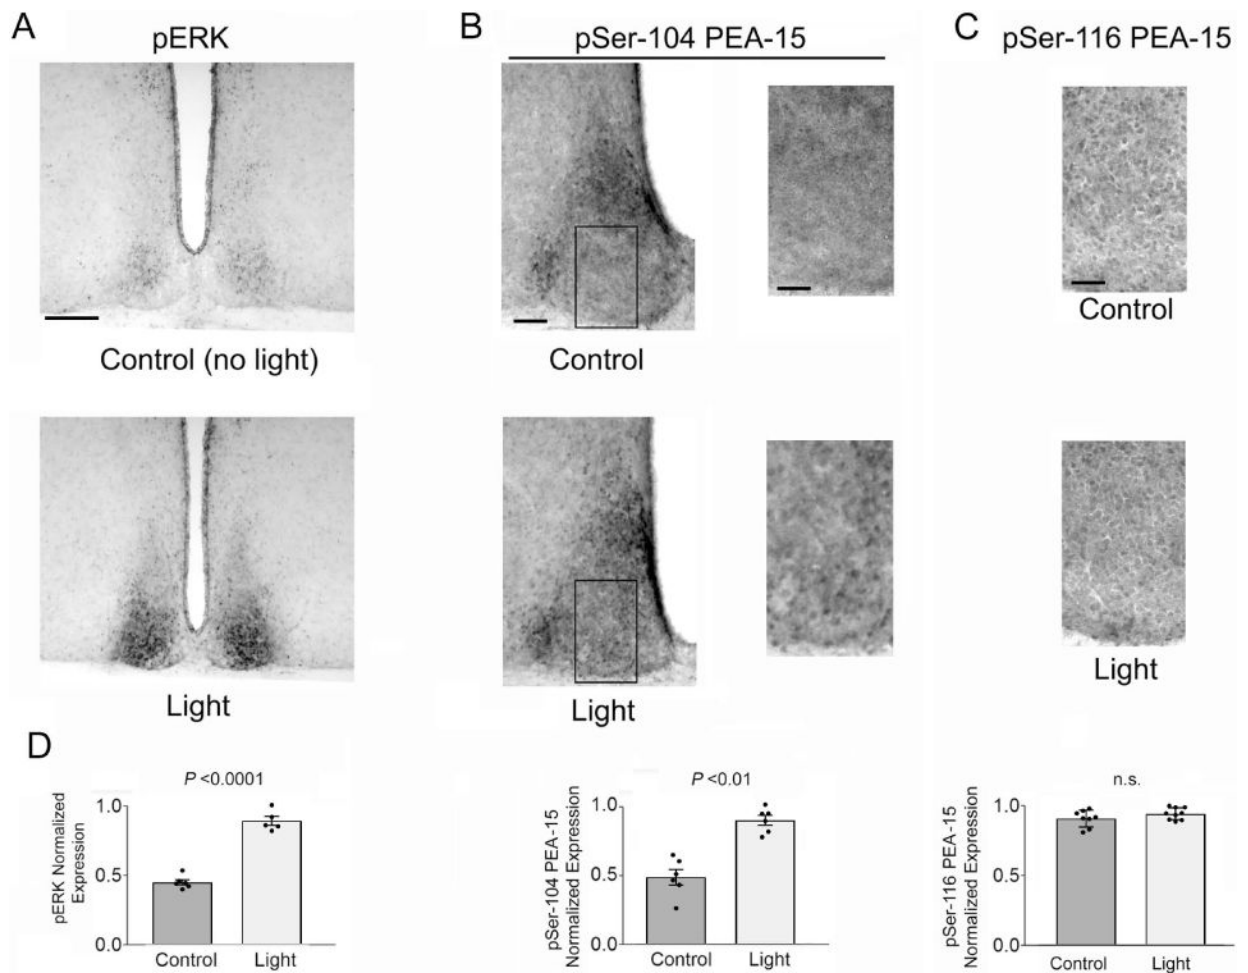 A
pERK
Control (no light)
Light
B
pSer-104 PEA-15
Control
Light
C
pSer-116 PEA-15
Control
Light
D
P <0.0001
pERK Normalized
Expression
1.0
0.5
0.0
Control
Light
P <0.01
pSer-104 PEA-15
Normalized Expression
1.0
0.5
0.0
Control
Light
n.s.
pSer-116 PEA-15
Normalized Expression
1.0
0.5
0.0
Control
Light